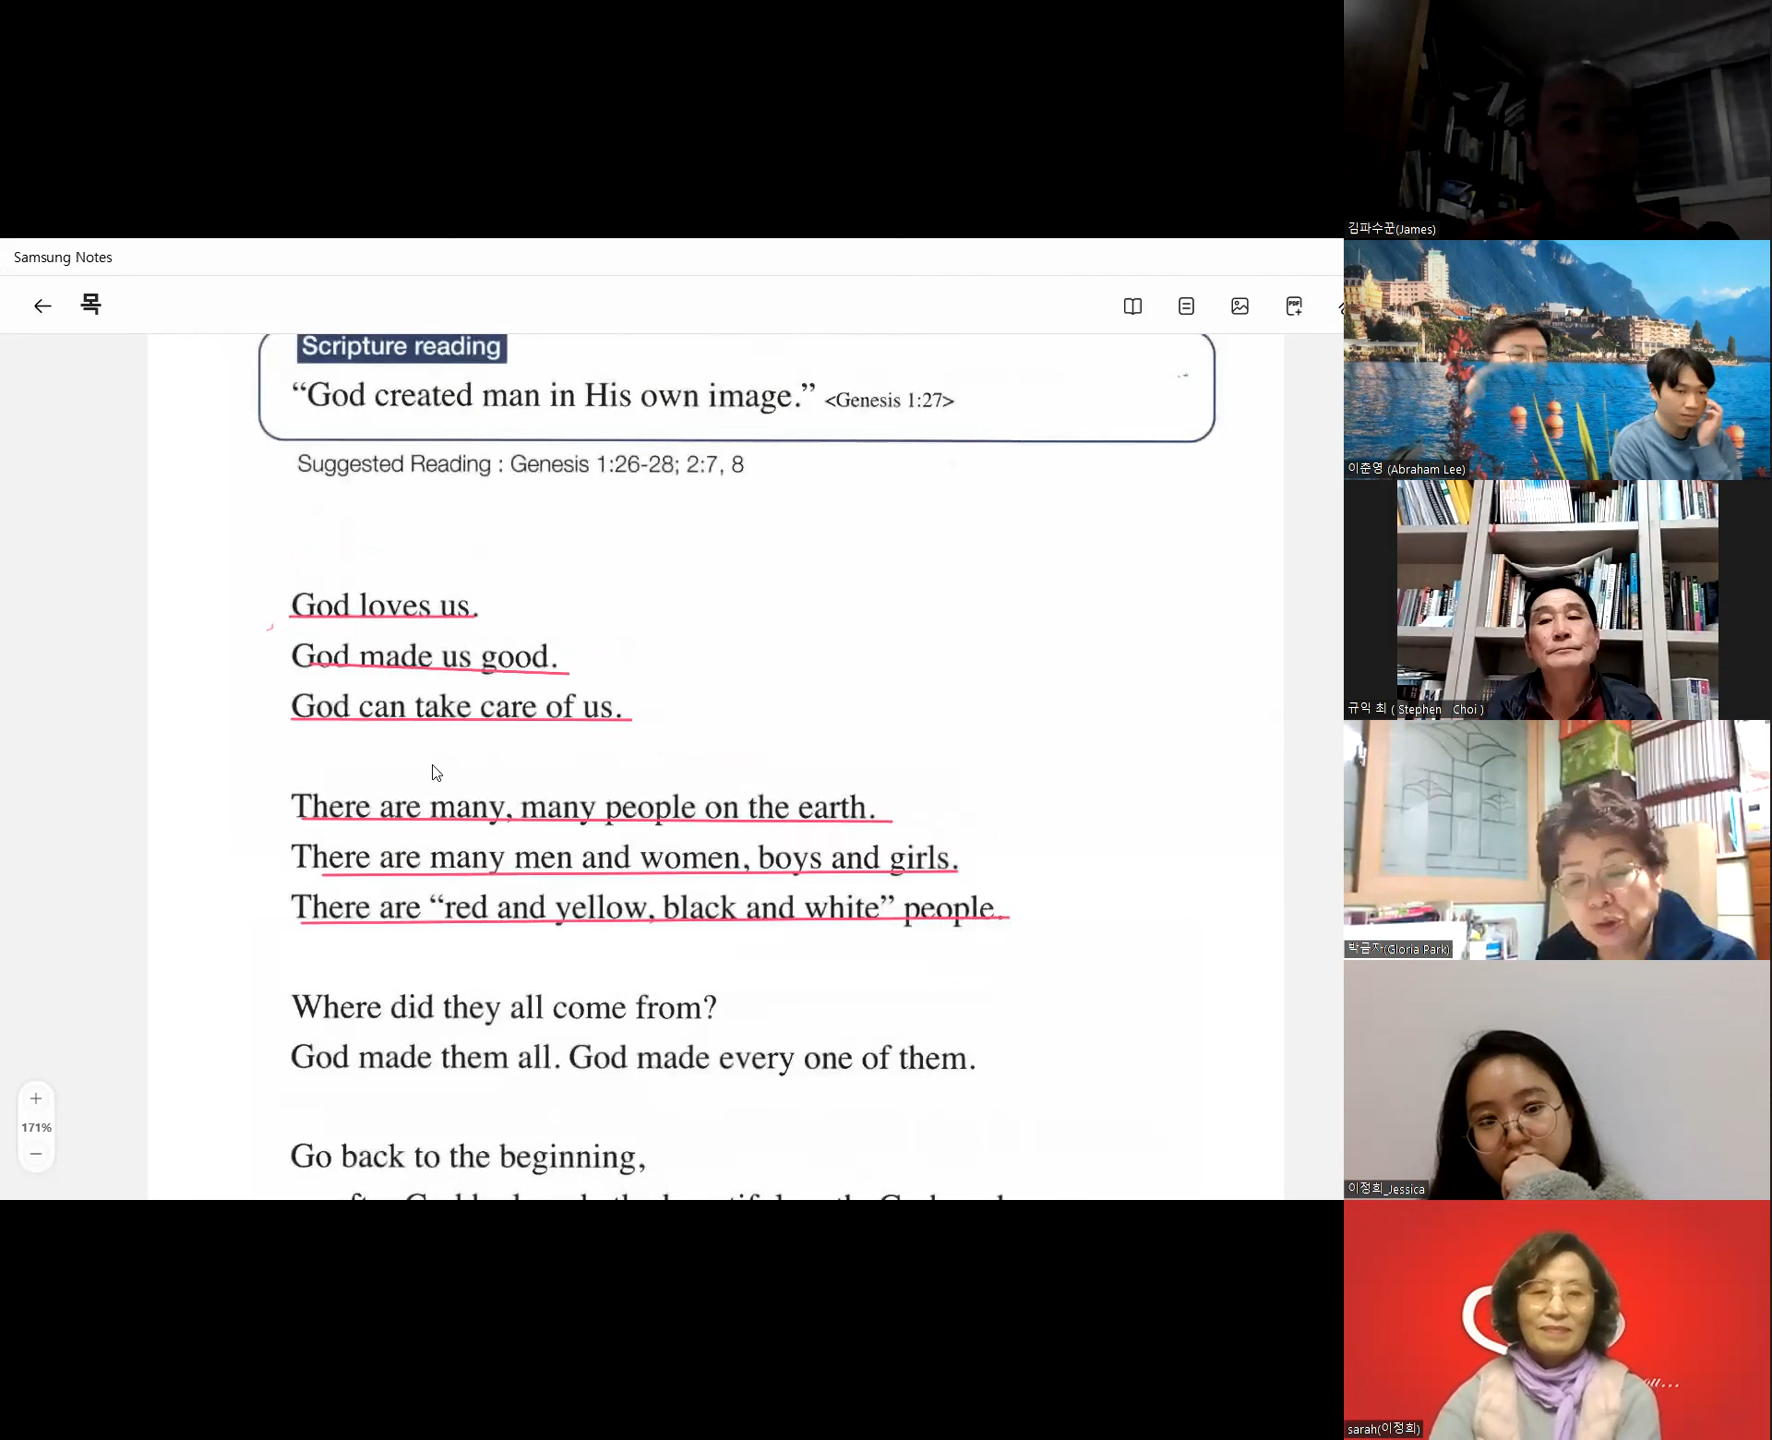 Samsung Notes
목
Scripture reading
“God created man in His own image.” <Genesis 1:27>
Suggested Reading : Genesis 1:26-28; 2:7, 8
God loves us.
God made us good.
God can take care of us.
There are many, many people on the earth.
There are many men and women, boys and girls.
There are “red and yellow, black and white” people.
Where did they all come from?
God made them all. God made every one of them.
Go back to the beginning,
171%
김파수꾼(James)
이춘영 (Abraham Lee)
규익 최 ( Stephen Choi )
박금자(Gloria Park)
이정희_Jessica
sarah(이정희)